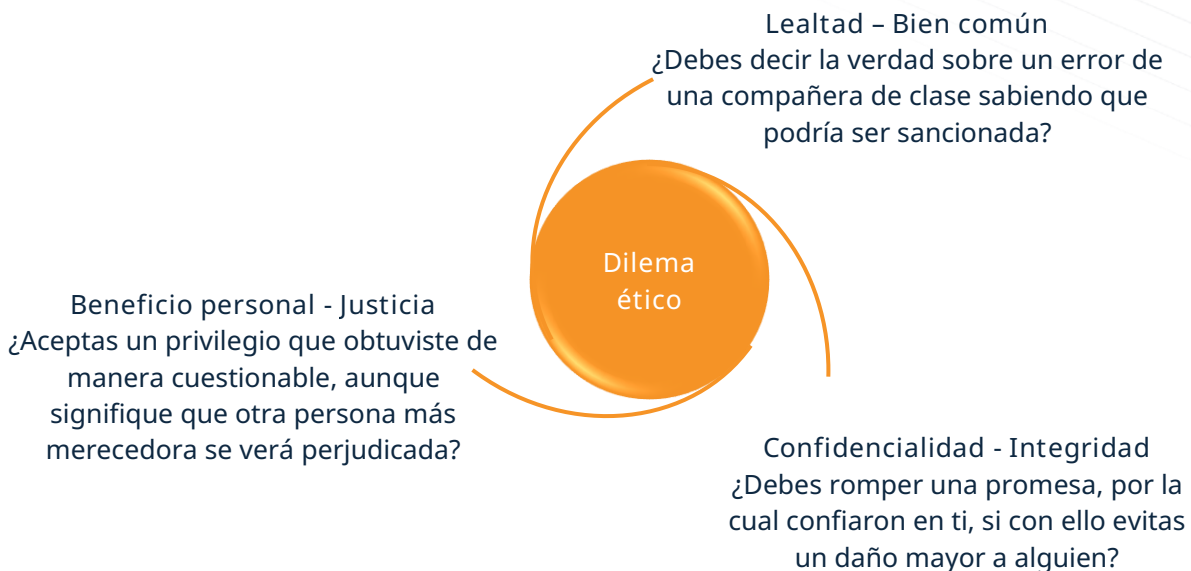 Lealtad – Bien común
¿Debes decir la verdad sobre un error de
una compañera de clase sabiendo que
podría ser sancionada?
Dilema
ético
Beneficio personal - Justicia
¿Aceptas un privilegio que obtuviste de
manera cuestionable, aunque
signifique que otra persona más
merecedora se verá perjudicada?
Confidencialidad - Integridad
¿Debes romper una promesa, por la
cual confiaron en ti, si con ello evitas
un daño mayor a alguien?